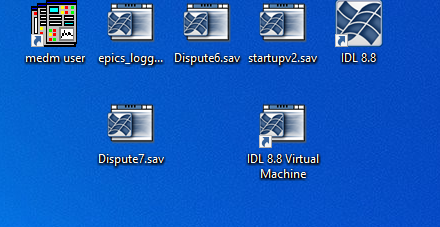 medm user
epics_logg...
Dispute6.sav
startupv2.sav
IDL 8.8
Dispute7.sav
IDL 8.8 Virtual
Machine